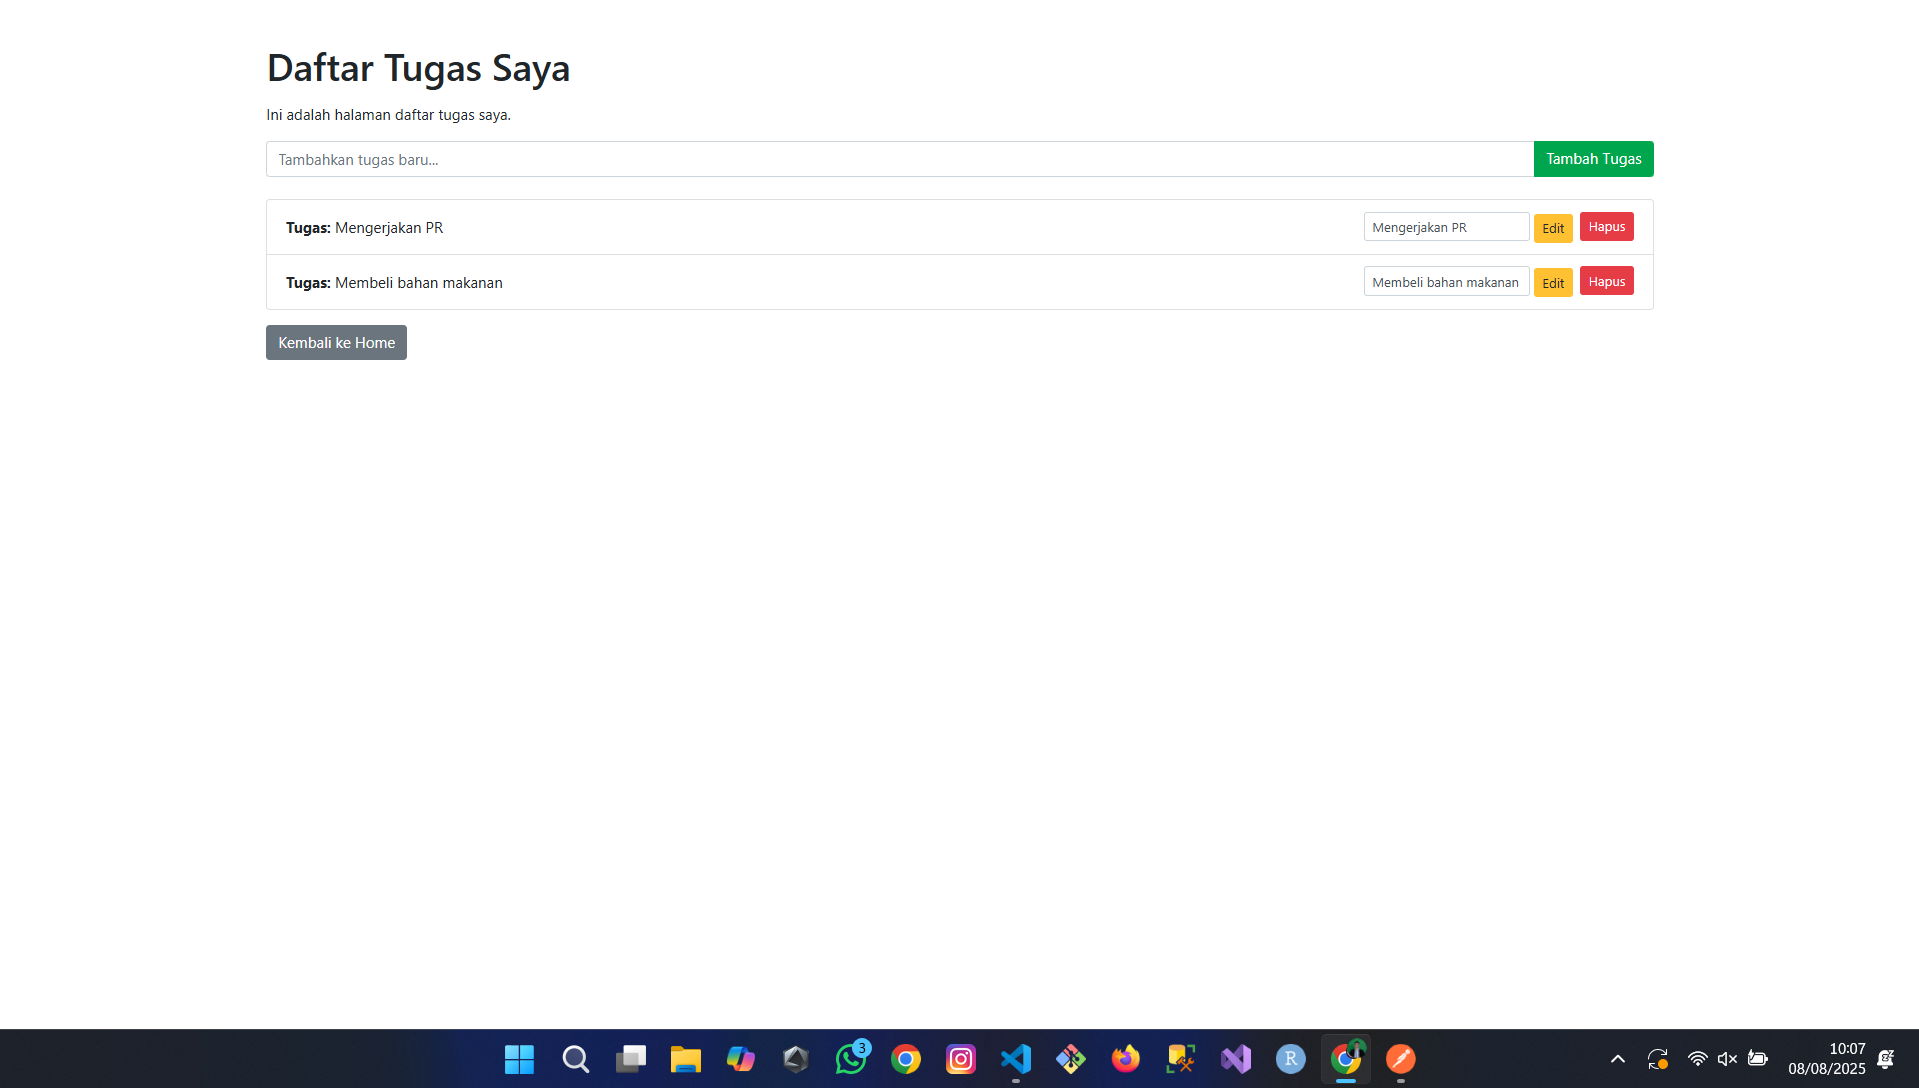 Daftar Tugas Saya
Ini adalah halaman daftar tugas saya.
Tambahkan tugas baru... Tambah Tugas
Tugas: Mengerjakan PR Mengerjakan PR Edit Hapus
Tugas: Membeli bahan makanan Membeli bahan makanan Edit Hapus
Kembali ke Home
3
R
10:07
08/08/2025